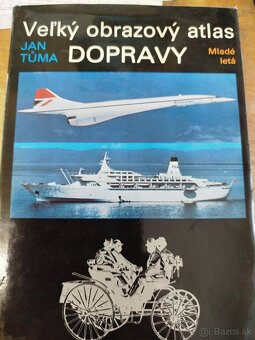 Veľký obrazový atlas
JAN
TŮMA
DOPRAVY
Mladé
letá
Bazos.sk